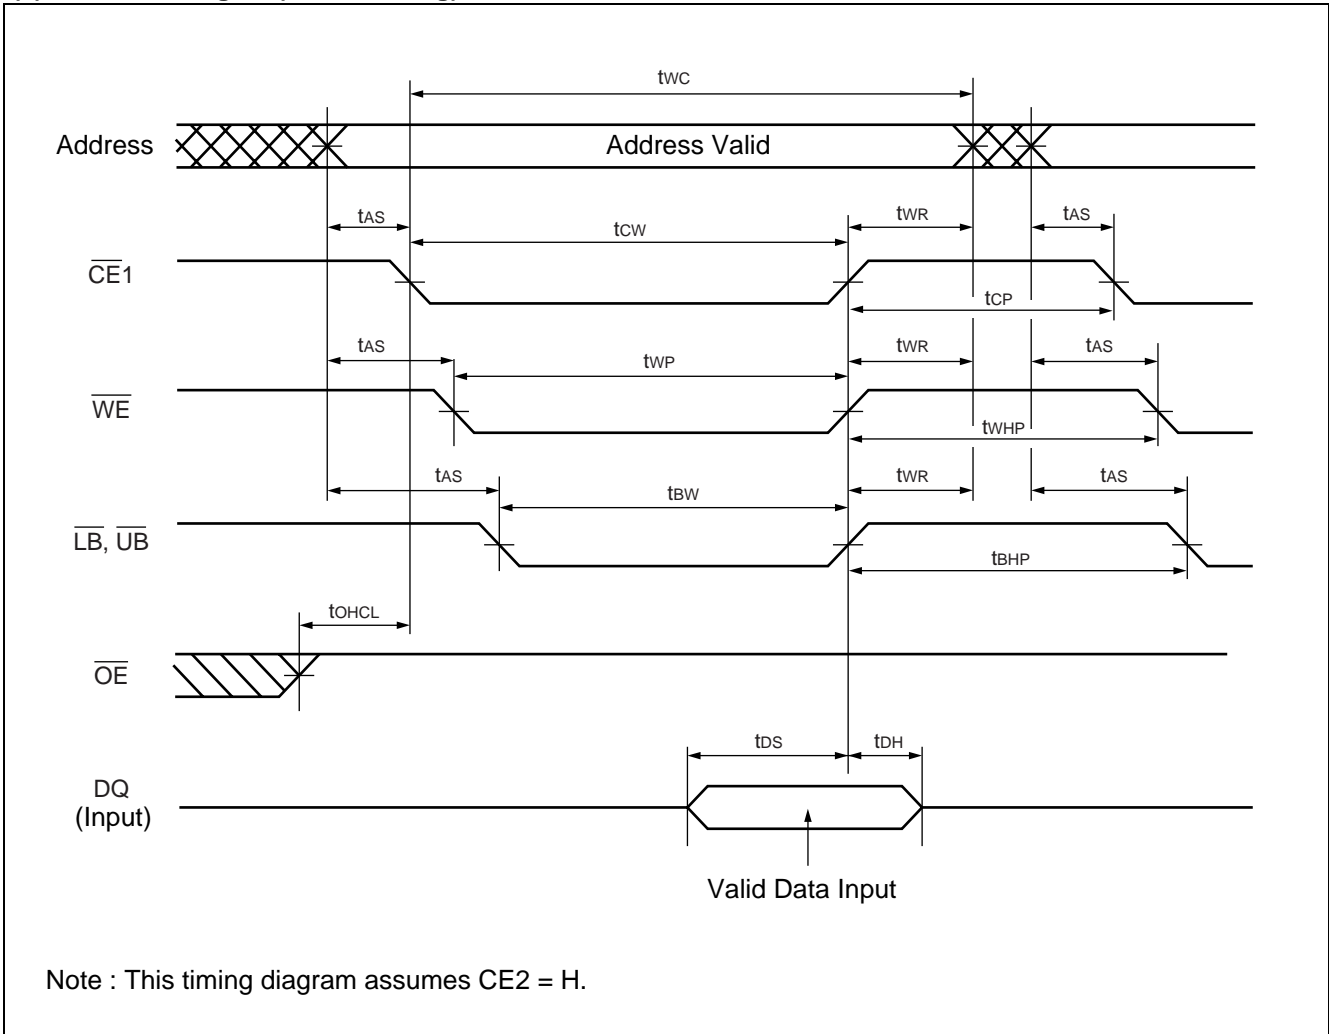 tWC
Address
Address Valid
tAS
tCW
tWR
tAS
CE1
tCP
tAS
tWP
tWR
tAS
WE
tWHP
tAS
tBW
tWR
tAS
LB, UB
tBHP
tOHCL
OE
tDS
tDH
DQ
(Input)
Valid Data Input
Note : This timing diagram assumes CE2 = H.